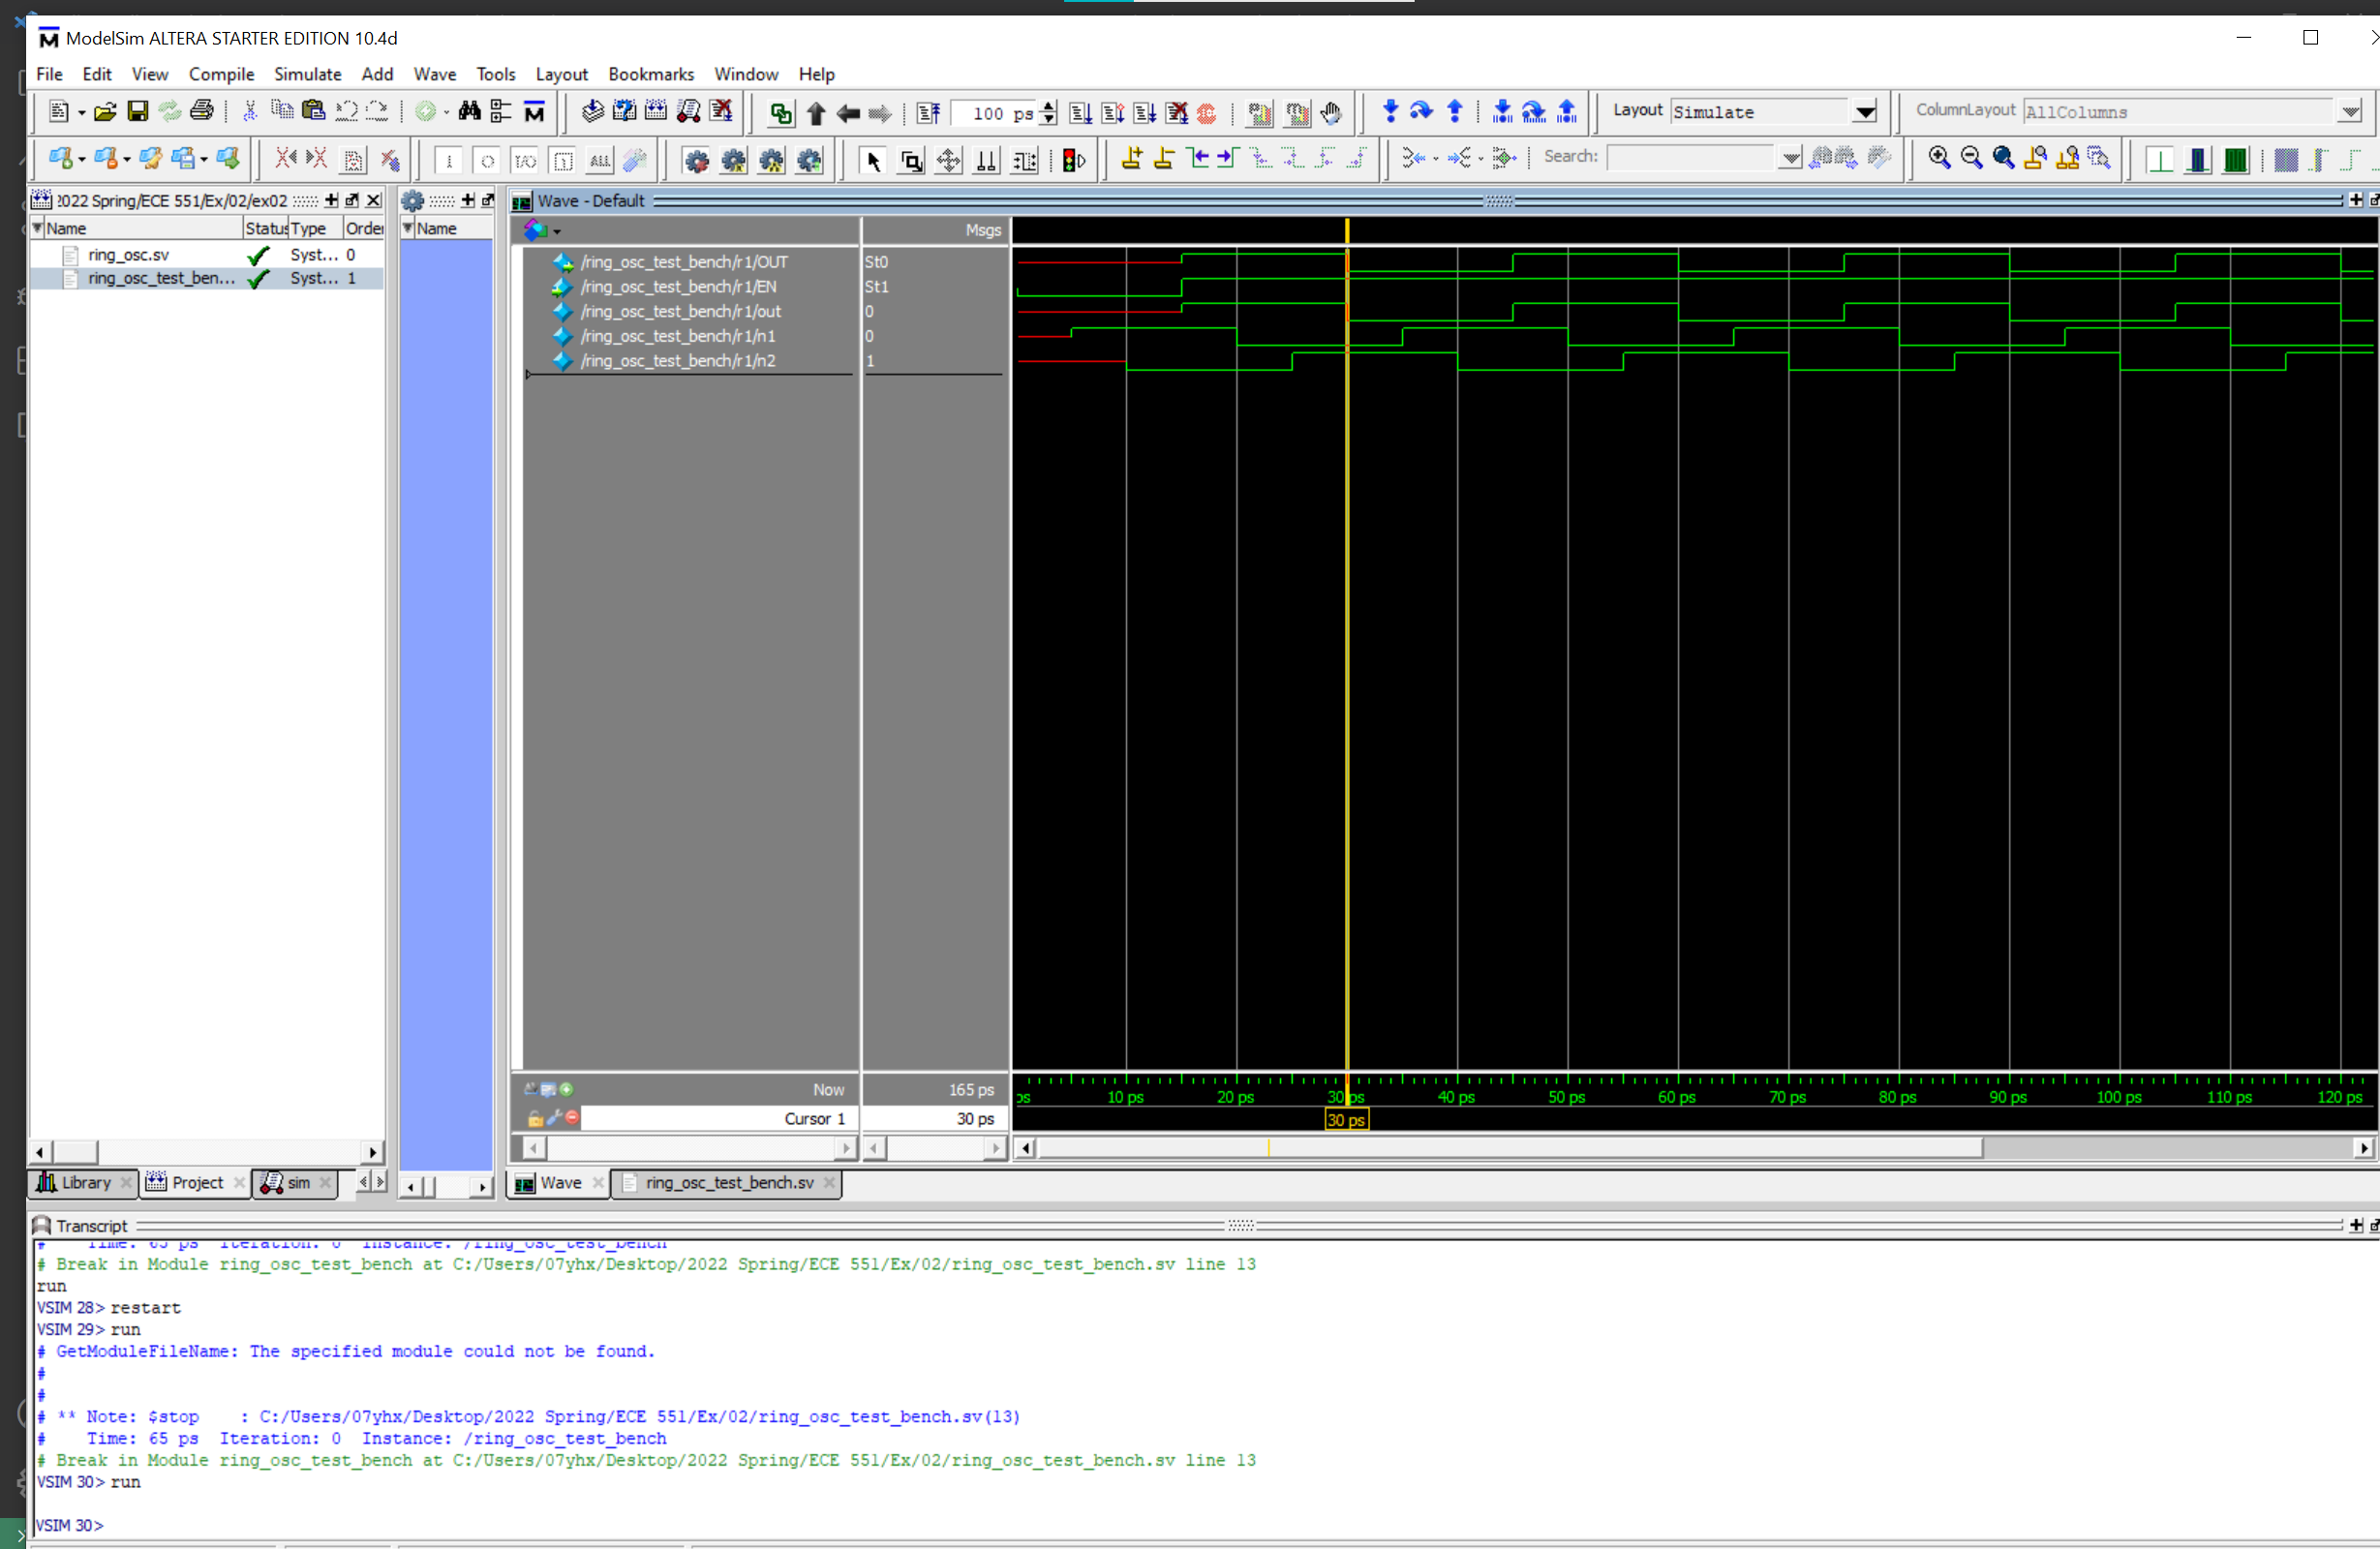 ModelSim ALTERA STARTER EDITION 10.4d
File Edit View Compile Simulate Add Wave Tools Layout Bookmarks Window Help
100 ps Layout Simulate ColumnLayout AllColumns
Search:
2022 Spring/ECE 551/Ex/02/ex02
Name Status Type Order
ring_osc.sv Syst... 0
ring_osc_test_ben... Syst... 1
Name
Wave - Default
Msgs
/ring_osc_test_bench/r1/OUT St0
/ring_osc_test_bench/r1/EN St1
/ring_osc_test_bench/r1/out 0
/ring_osc_test_bench/r1/n1 0
/ring_osc_test_bench/r1/n2 1
Now 165 ps
ps 10 ps 20 ps 30 ps 40 ps 50 ps 60 ps 70 ps 80 ps 90 ps 100 ps 110 ps 120 ps
Cursor 1 30 ps 30 ps
Library Project sim Wave ring_osc_test_bench.sv
Transcript
# Time: 65 ps Iteration: 0 Instance: /ring_osc_test_bench
# Break in Module ring_osc_test_bench at C:/Users/07yhx/Desktop/2022 Spring/ECE 551/Ex/02/ring_osc_test_bench.sv line 13
run
VSIM 28> restart
VSIM 29> run
# GetModuleFileName: The specified module could not be found.
#
#
# ** Note: $stop : C:/Users/07yhx/Desktop/2022 Spring/ECE 551/Ex/02/ring_osc_test_bench.sv(13)
# Time: 65 ps Iteration: 0 Instance: /ring_osc_test_bench
# Break in Module ring_osc_test_bench at C:/Users/07yhx/Desktop/2022 Spring/ECE 551/Ex/02/ring_osc_test_bench.sv line 13
VSIM 30> run
VSIM 30>